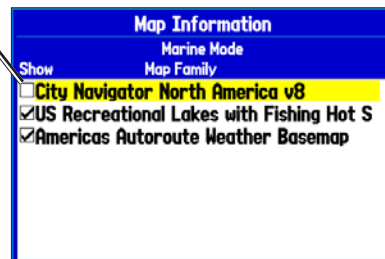 Map Information
Marine Mode
Show Map Family
City Navigator North America v8
US Recreational Lakes with Fishing Hot S
Americas Autoroute Weather Basemap